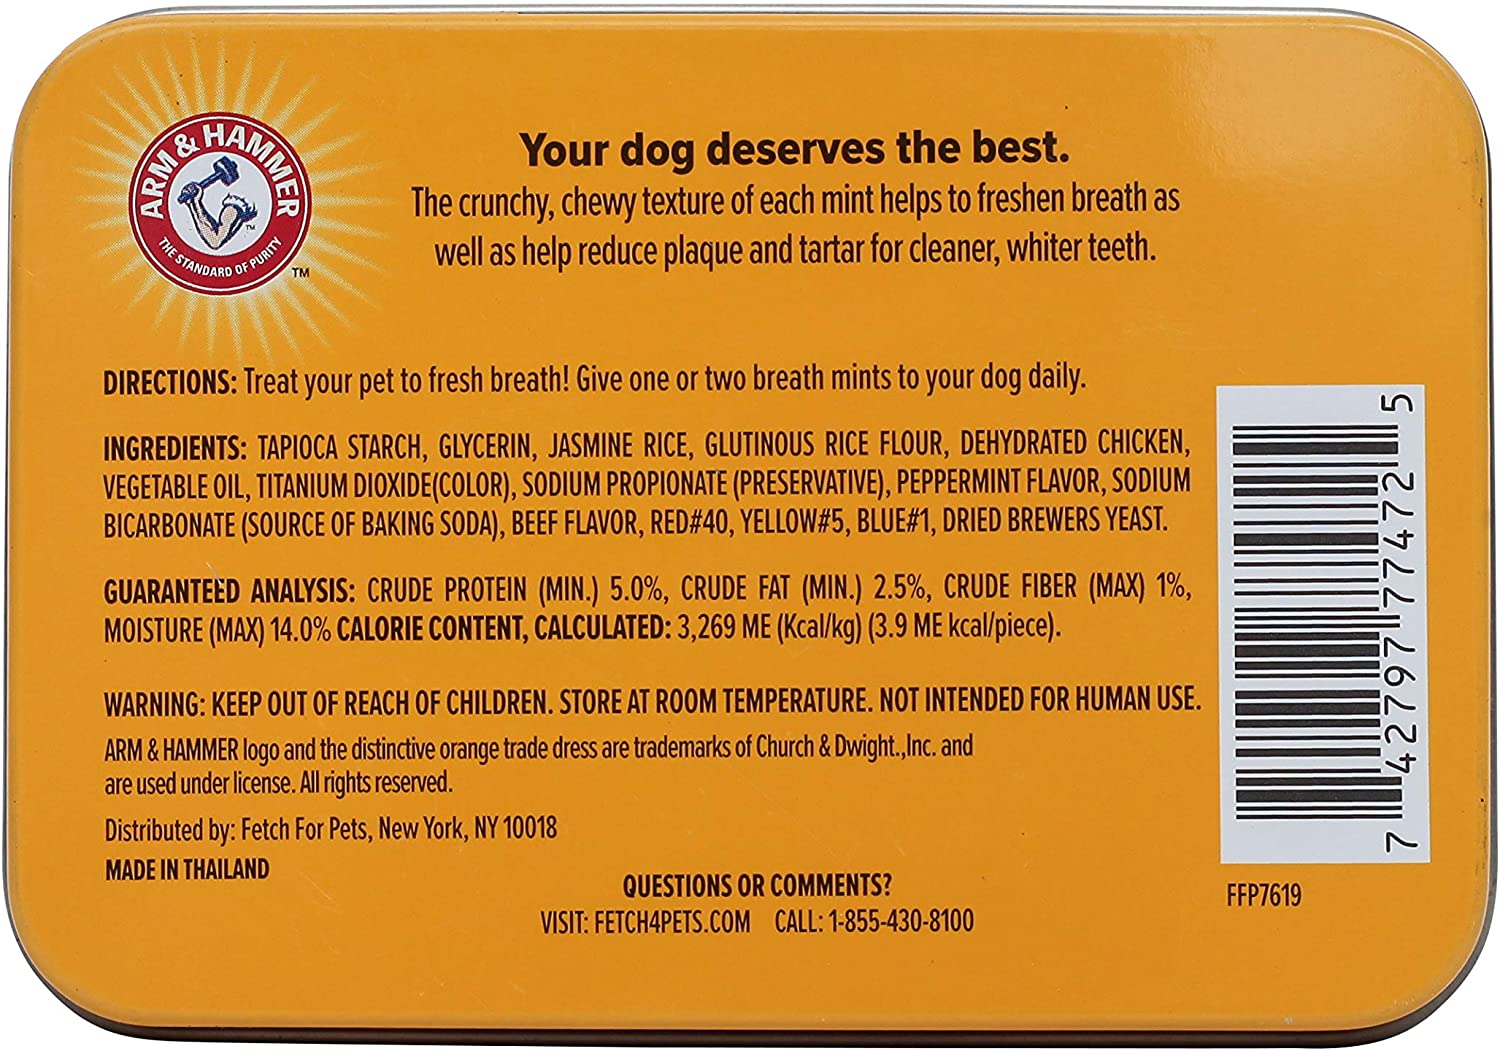 ARM & HAMMER
THE STANDARD OF PURITY
TM
TM
Your dog deserves the best.
The crunchy, chewy texture of each mint helps to freshen breath as
well as help reduce plaque and tartar for cleaner, whiter teeth.
DIRECTIONS: Treat your pet to fresh breath! Give one or two breath mints to your dog daily.
INGREDIENTS: TAPIOCA STARCH, GLYCERIN, JASMINE RICE, GLUTINOUS RICE FLOUR, DEHYDRATED CHICKEN,
VEGETABLE OIL, TITANIUM DIOXIDE(COLOR), SODIUM PROPIONATE (PRESERVATIVE), PEPPERMINT FLAVOR, SODIUM
BICARBONATE (SOURCE OF BAKING SODA), BEEF FLAVOR, RED#40, YELLOW#5, BLUE#1, DRIED BREWERS YEAST.
GUARANTEED ANALYSIS: CRUDE PROTEIN (MIN.) 5.0%, CRUDE FAT (MIN.) 2.5%, CRUDE FIBER (MAX) 1%,
MOISTURE (MAX) 14.0% CALORIE CONTENT, CALCULATED: 3,269 ME (Kcal/kg) (3.9 ME kcal/piece).
WARNING: KEEP OUT OF REACH OF CHILDREN. STORE AT ROOM TEMPERATURE. NOT INTENDED FOR HUMAN USE.
ARM & HAMMER logo and the distinctive orange trade dress are trademarks of Church & Dwight.,Inc. and
are used under license. All rights reserved.
Distributed by: Fetch For Pets, New York, NY 10018
MADE IN THAILAND
QUESTIONS OR COMMENTS?
VISIT: FETCH4PETS.COM CALL: 1-855-430-8100
7 42797 77472 5
FFP7619